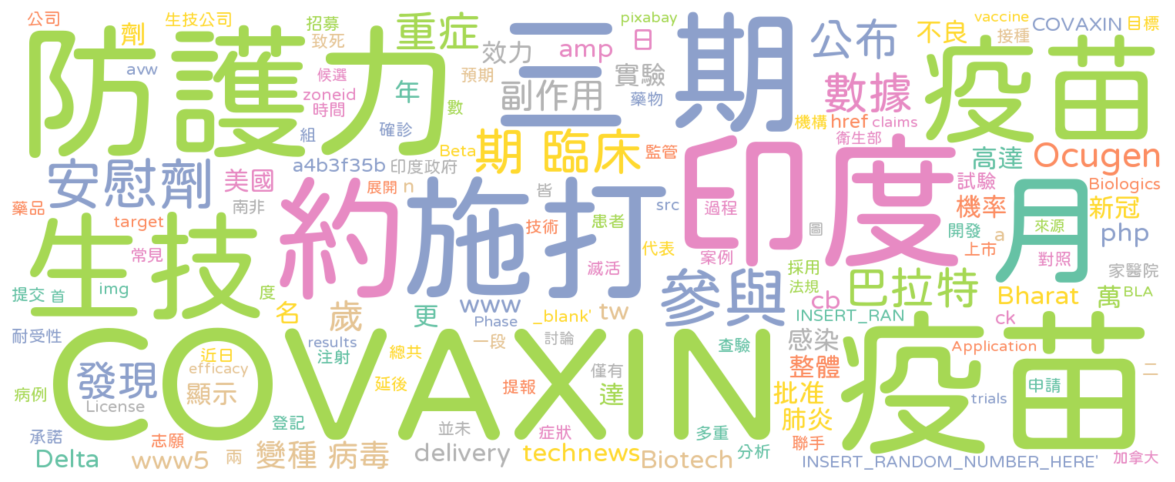 公司 生技公司 招募 pixabay vaccine COVAXIN 目標
劑 致死 重症 效力 amp 日 公布 不良 接種
防護力 三期 疫苗
avw 候選 預期 實驗
zoneid 年 數 副作用 藥物 數據 機構 href claims
時間 組 確診 Beta 期 臨床 監管 衛生部
安慰劑 美國 a4b3f35b 印度政府 高達 Ocugen
南非 展開 n 皆 印度 試驗 Biologics
藥品 target 約 施打 技術 患者 src 過程 機率 新冠
生技 常見 滅活 代表 案例 圖 開發 a 上市 來源 月 php
提交 首 img 度 參與 採用 法規 巴拉特 對照 家醫院
名 歲 更 www Phase _blank' tw cb Bharat 萬 BLA
耐受性 results 一段 討論 INSERT_RAN ck
COVAXIN 疫苗
發現 近日 efficacy 注射 總共 僅有 查驗 感染 Application
病例 License 顯示 延後 提報 達 整體 批准 trials 申請 二
承諾 志願 登記 並未 症狀 多重 肺炎 聯手
Delta www5 兩 變種 病毒 delivery technews Biotech 分析 INSERT_RANDOM_NUMBER_HERE' 加拿大